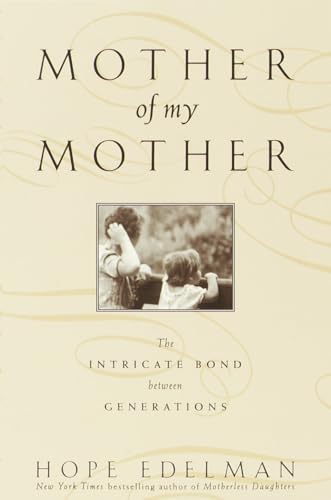 MOTHER
of my
MOTHER
The
INTRICATE BOND
between
GENERATIONS
HOPE EDELMAN
New York Times bestselling author of Motherless Daughters